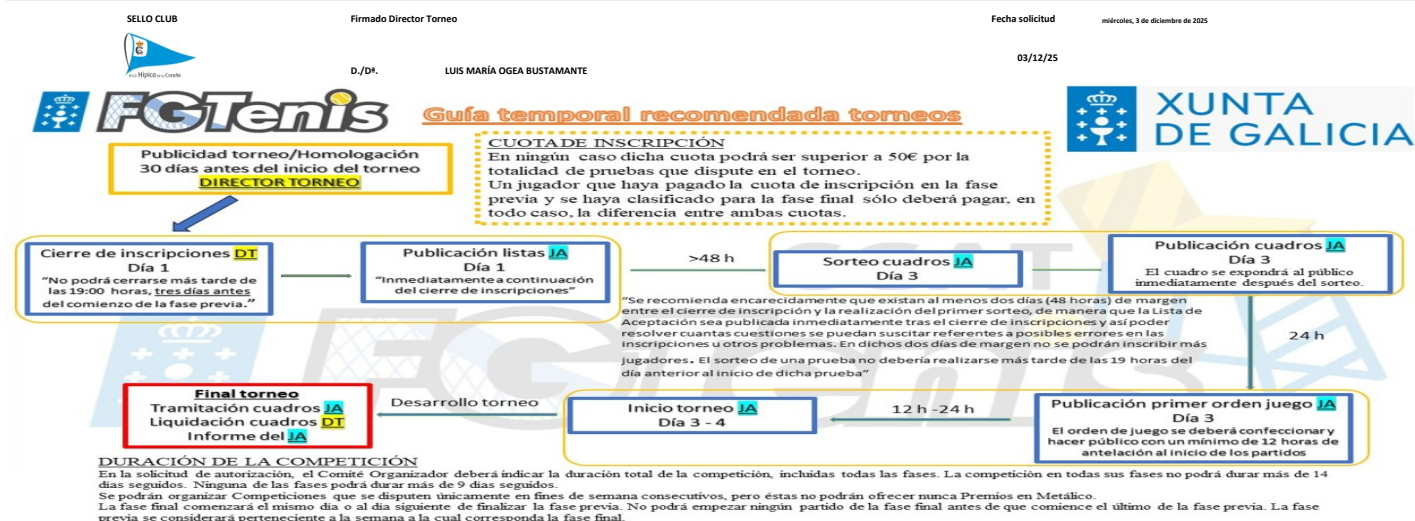 SELLO CLUB
Firmado Director Torneo
Fecha solicitud
miércoles, 3 de diciembre de 2025
03/12/25
D./Dª.
LUIS MARÍA OGEA BUSTAMANTE
FGTenis
Guía temporal recomendada torneos
XUNTA
DE GALICIA
Publicidad torneo/Homologación
30 días antes del inicio del torneo
DIRECTOR TORNEO
CUOTA DE INSCRIPCIÓN
En ningún caso dicha cuota podrá ser superior a 50€ por la
totalidad de pruebas que dispute en el torneo.
Un jugador que haya pagado la cuota de inscripción en la fase
previa y se haya clasificado para la fase final sólo deberá pagar, en
todo caso, la diferencia entre ambas cuotas.
Cierre de inscripciones DT
Día 1
“No podrá cerrarse más tarde de
las 19:00 horas, tres días antes
del comienzo de la fase previa.”
Publicación listas JA
Día 1
“Inmediatamente a continuación
del cierre de inscripciones”
>48 h
Sorteo cuadros JA
Día 3
Publicación cuadros JA
Día 3
El cuadro se expondrá al público
inmediatamente después del sorteo.
“Se recomienda encarecidamente que existan al menos dos días (48 horas) de margen
entre el cierre de inscripción y la realización del primer sorteo, de manera que la Lista de
Aceptación sea publicada inmediatamente tras el cierre de inscripciones y así poder
resolver cuantas cuestiones se puedan suscitar referentes a posibles errores en las
inscripciones u otros problemas. En dichos dos días de margen no se podrán inscribir más
jugadores. El sorteo de una prueba no debería realizarse más tarde de las 19 horas del
día anterior al inicio de dicha prueba”
24 h
Final torneo
Tramitación cuadros JA
Liquidación cuadros DT
Informe del JA
Desarrollo torneo
Inicio torneo JA
Día 3 - 4
12 h -24 h
Publicación primer orden juego JA
Día 3
El orden de juego se deberá confeccionar y
hacer público con un mínimo de 12 horas de
antelación al inicio de los partidos
DURACIÓN DE LA COMPETICIÓN
En la solicitud de autorización, el Comité Organizador deberá indicar la duración total de la competición, incluidas todas las fases. La competición en todas sus fases no podrá durar más de 14
días seguidos. Ninguna de las fases podrá durar más de 9 días seguidos.
Se podrán organizar Competiciones que se disputen únicamente en fines de semana consecutivos, pero éstas no podrán ofrecer nunca Premios en Metálico.
La fase final comenzará el mismo día o al día siguiente de finalizar la fase previa. No podrá empezar ningún partido de la fase final antes de que comience el último de la fase previa. La fase
previa se considerará perteneciente a la semana a la cual corresponda la fase final.